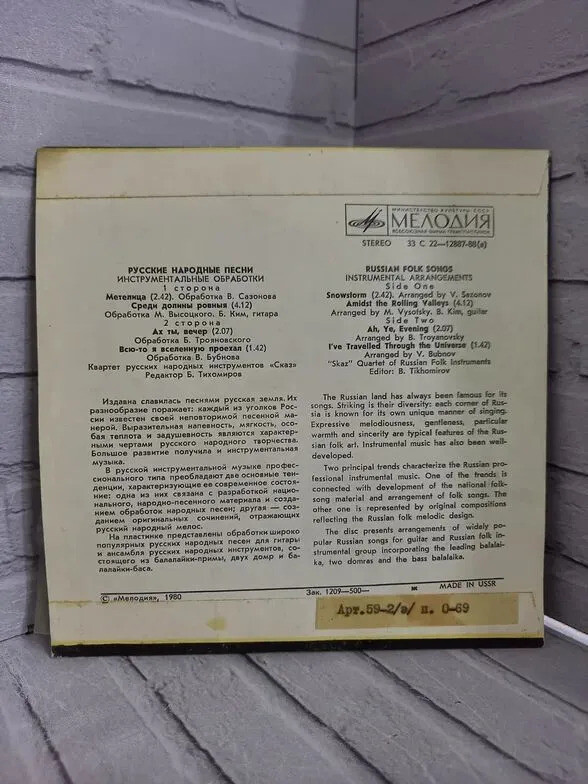 МИНИСТЕРСТВО КУЛЬТУРЫ СССР
МЕЛОДИЯ
ВСЕСОЮЗНАЯ ФИРМА ГРАМПЛАСТИНОК
STEREO 33 С 22—12887-88(а)
РУССКИЕ НАРОДНЫЕ ПЕСНИ
ИНСТРУМЕНТАЛЬНЫЕ ОБРАБОТКИ
1 сторона
Метелица (2.42). Обработка В. Сазонова
Среди долины ровныя (4.12)
Обработка М. Высоцкого. Б. Ким, гитара
2 сторона
Ах ты, вечер (2.07)
Обработка Б. Трояновского
Всю-то я вселенную проехал (1.42)
Обработка В. Бубнова
Квартет русских народных инструментов «Сказ»
Редактор Б. Тихомиров
Издавна славилась песнями русская земля. Их
разнообразие поражает: каждый из уголков Рос-
сии известен своей неповторимой песенной ма-
нерой. Выразительная напевность, мягкость, осо-
бая теплота и задушевность являются характер-
ными чертами русского народного творчества.
Большое развитие получила и инструментальная
музыка.
В русской инструментальной музыке профес-
сионального типа преобладают две основные тен-
денции, характеризующие ее современное состоя-
ние: одна из них связана с разработкой нацио-
нального, народно-песенного материала и созда-
нием обработок народных песен; другая — соз-
данием оригинальных сочинений, отражающих
русский народный мелос.
На пластинке представлены обработки широко
популярных русских народных песен для гитары
и ансамбля русских народных инструментов, со-
стоящего из балалайки-примы, двух домр и ба-
лалайки-баса.
RUSSIAN FOLK SONGS
INSTRUMENTAL ARRANGEMENTS
Side One
Snowstorm (2.42). Arranged by V. Sazonov
Amidst the Rolling Valleys (4.12)
Arranged by M. Vysotsky. B. Kim, guitar
Side Two
Ah, Ye, Evening (2.07)
Arranged by B. Troyanovsky
I've Travelled Through the Universe (1.42)
Arranged by V. Bubnov
"Skaz" Quartet of Russian Folk Instruments
Editor: B. Tikhomirov
The Russian land has always been famous for its
songs. Striking is their diversity: each corner of Rus-
sia is known for its own unique manner of singing.
Expressive melodiousness, gentleness, particular
warmth and sincerity are typical features of the Rus-
sian folk art. Instrumental music has also been well-
developed.
Two principal trends characterize the Russian pro-
fessional instrumental music. One of the trends is
connected with development of the national folk-
song material and arrangement of folk songs. The
other one is represented by original compositions
reflecting the Russian folk melodic design.
The disc presents arrangements of widely po-
pular Russian songs for guitar and Russian folk in-
strumental group incorporating the leading balalai-
ka, two domras and the bass balalaika.
© «Мелодия», 1980
Зак. 1209—500—
MADE IN USSR
Арт.59-2/а/ п. 0-69